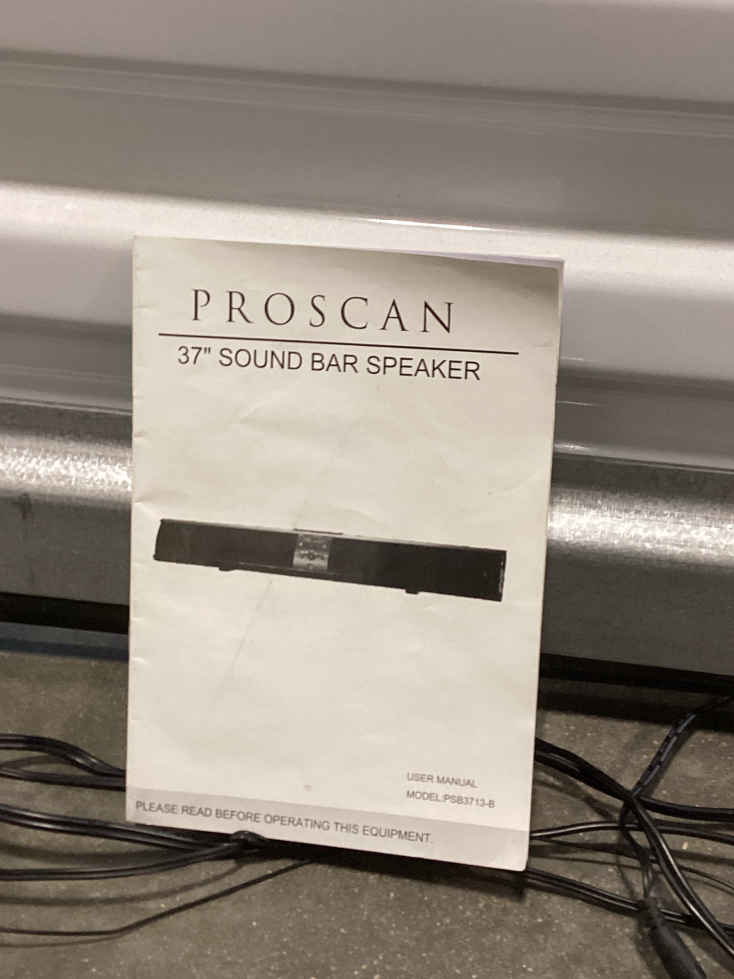 PROSCAN
37" SOUND BAR SPEAKER
USER MANUAL
MODEL:PSB3713-B
PLEASE READ BEFORE OPERATING THIS EQUIPMENT.